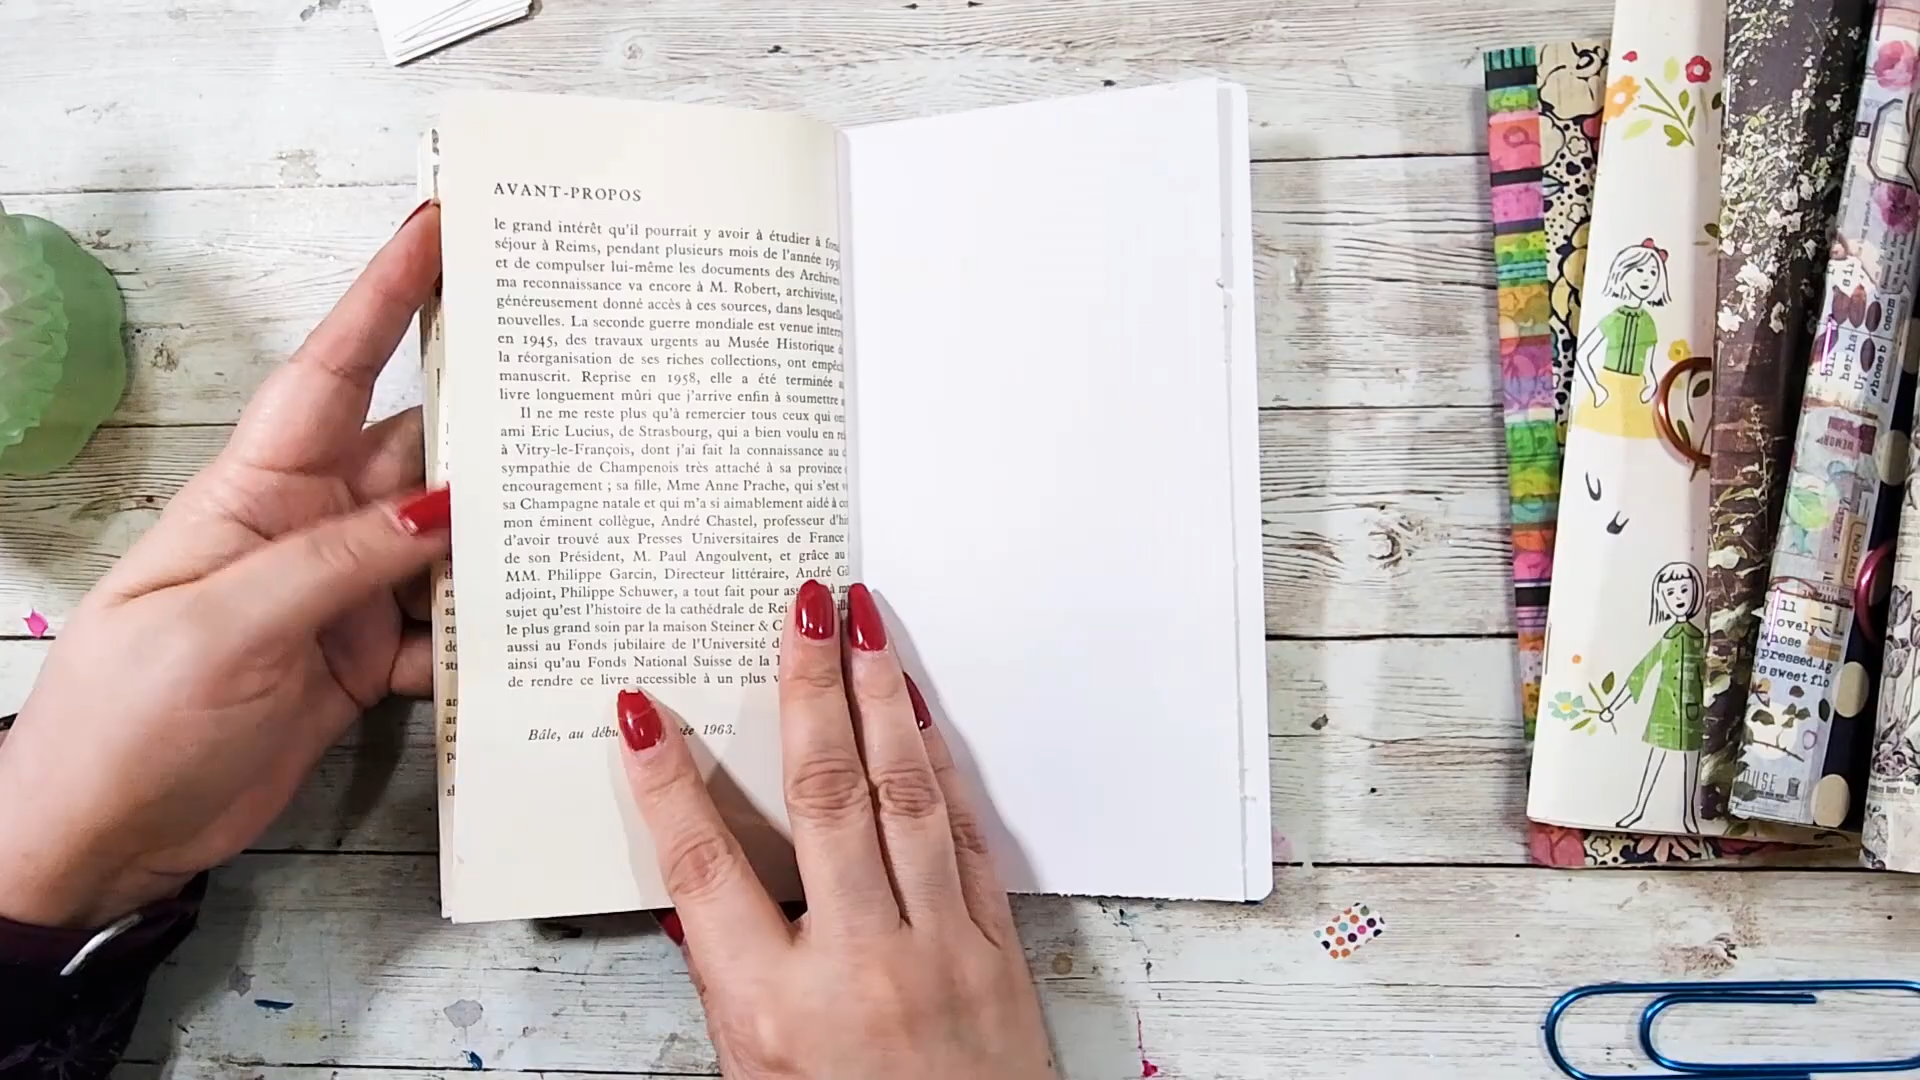 AVANT-PROPOS
le grand intérêt qu'il pourrait y avoir à étudier à
séjour à Reims, pendant plusieurs mois de l'année
et de compulser lui-même les documents des Archives
ma reconnaissance va encore à M. Robert, archiviste,
généreusement donné accès à ces sources, dans
nouvelles. La seconde guerre mondiale est venue
en 1945, des travaux urgents au Musée Historique
la réorganisation de ses riches collections, ont
manuscrit. Reprise en 1958, elle a été terminée
livre longuement mûri que j'arrive enfin à soumettre
Il ne me reste plus qu'à remercier tous ceux qui
ami Eric Lucius, de Strasbourg, qui a bien voulu en
à Vitry-le-François, dont j'ai fait la connaissance au
sympathie de Champenois très attaché à sa province
encouragement ; sa fille, Mme Anne Prache, qui s'est
sa Champagne natale et qui m'a si aimablement aidé à
mon éminent collègue, André Chastel, professeur
d'avoir trouvé aux Presses Universitaires de France
de son Président, M. Paul Angoulvent, et grâce au
MM. Philippe Garcin, Directeur littéraire, André
adjoint, Philippe Schuwer, a tout fait pour
sujet qu'est l'histoire de la cathédrale de
le plus grand soin par la maison Steiner &
aussi au Fonds jubilaire de l'Université
ainsi qu'au Fonds National Suisse de la
de rendre ce livre accessible à un plus
Bâle, au 1963.
lovely
whose
pressed. Ag
's sweet flo